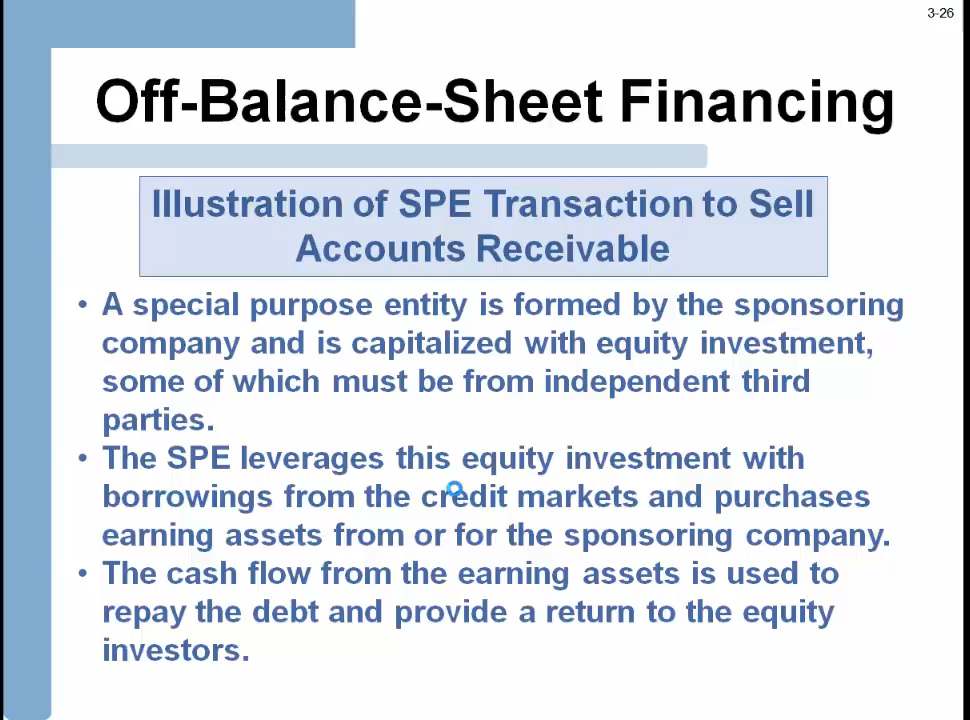 3-26
Off-Balance-Sheet Financing
Illustration of SPE Transaction to Sell
Accounts Receivable
• A special purpose entity is formed by the sponsoring
company and is capitalized with equity investment,
some of which must be from independent third
parties.
• The SPE leverages this equity investment with
borrowings from the credit markets and purchases
earning assets from or for the sponsoring company.
• The cash flow from the earning assets is used to
repay the debt and provide a return to the equity
investors.